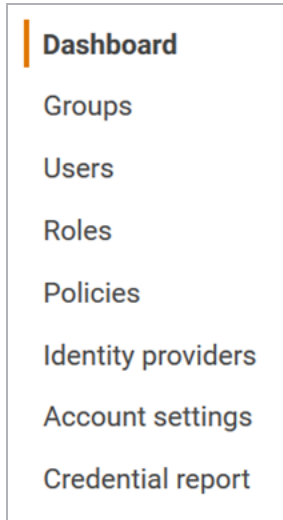 Dashboard
Groups
Users
Roles
Policies
Identity providers
Account settings
Credential report